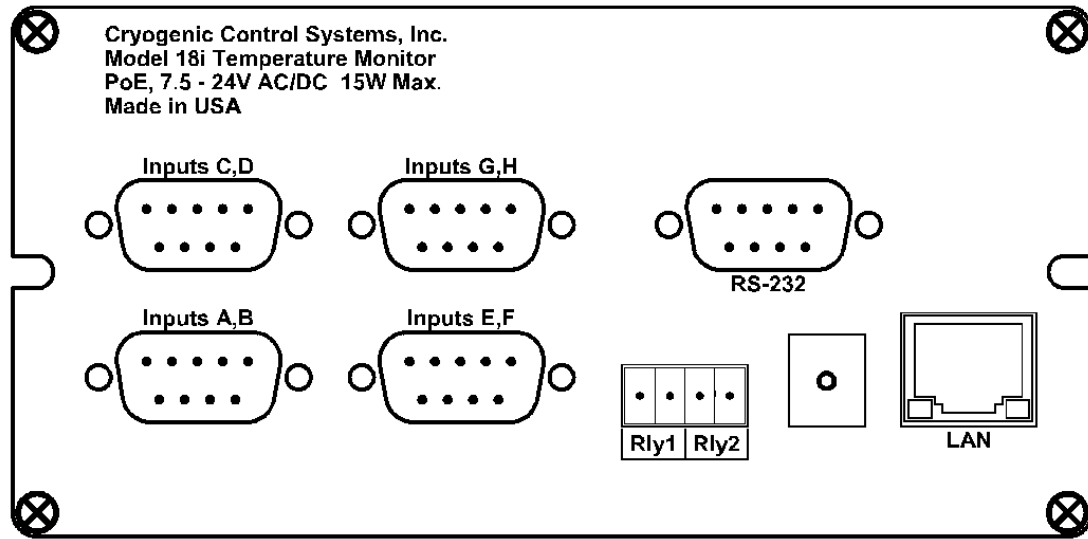 Cryogenic Control Systems, Inc.
Model 18i Temperature Monitor
PoE, 7.5 - 24V AC/DC 15W Max.
Made in USA
Inputs C,D
Inputs G,H
RS-232
Inputs A,B
Inputs E,F
Rly1
Rly2
LAN